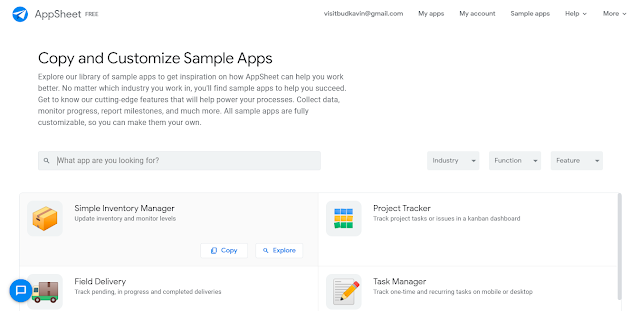 AppSheet FREE
visitbudkavin@gmail.com My apps My account Sample apps Help More
Copy and Customize Sample Apps
Explore our library of sample apps to get inspiration on how AppSheet can help you work
better. No matter which industry you work in, you'll find sample apps to help you succeed.
Get to know our cutting-edge features that will help power your processes. Collect data,
monitor progress, report milestones, and much more. All sample apps are fully
customizable, so you can make them your own.
What app are you looking for?
Industry Function Feature
Simple Inventory Manager
Update inventory and monitor levels
Copy Explore
Project Tracker
Track project tasks or issues in a kanban dashboard
Field Delivery
Track pending, in progress and completed deliveries
Task Manager
Track one-time and recurring tasks on mobile or desktop